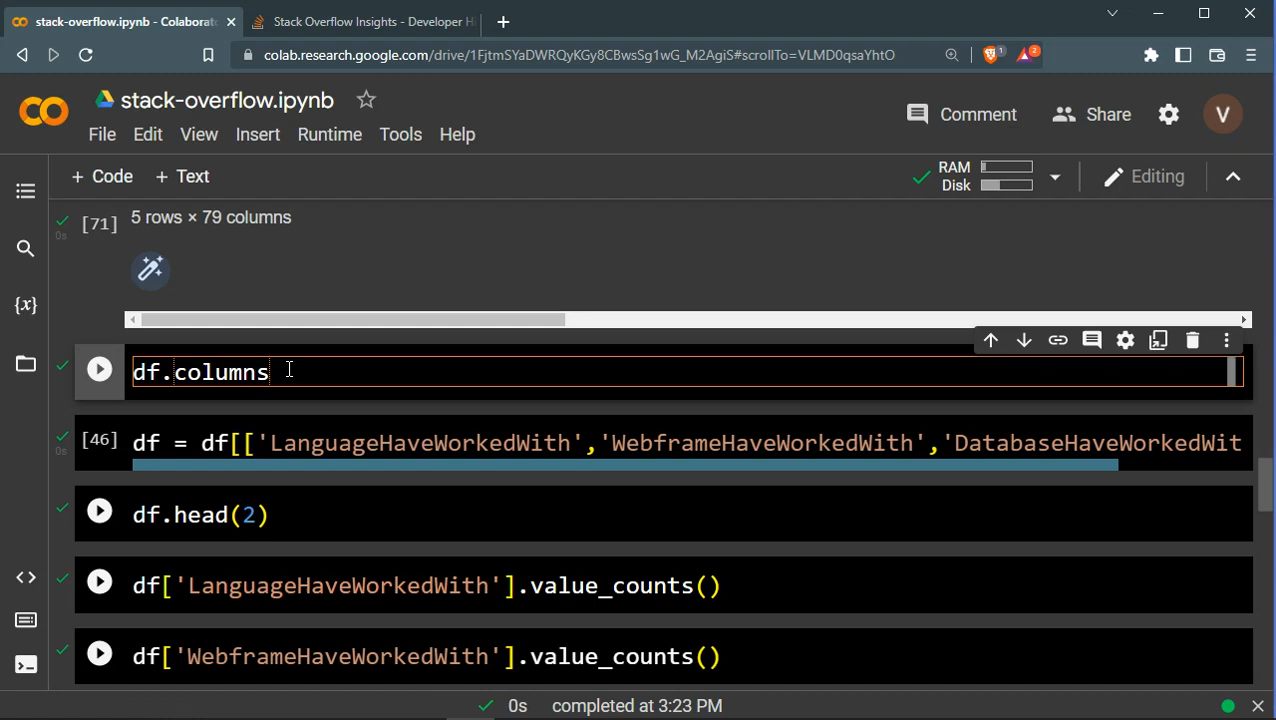 stack-overflow.ipynb - Colaborat
Stack Overflow Insights - Developer H
colab.research.google.com/drive/1FjtmSYaDWRQyKGy8CBwsSg1wG_M2AgiS#scrollTo=VLMD0qsaYhtO
1
2
stack-overflow.ipynb
Comment
Share
V
File Edit View Insert Runtime Tools Help
+ Code + Text
RAM
Disk
Editing
[71] 5 rows × 79 columns
{x}
df.columns
[46] df = df[['LanguageHaveWorkedWith','WebframeHaveWorkedWith','DatabaseHaveWorkedWit
df.head(2)
df['LanguageHaveWorkedWith'].value_counts()
df['WebframeHaveWorkedWith'].value_counts()
0s completed at 3:23 PM